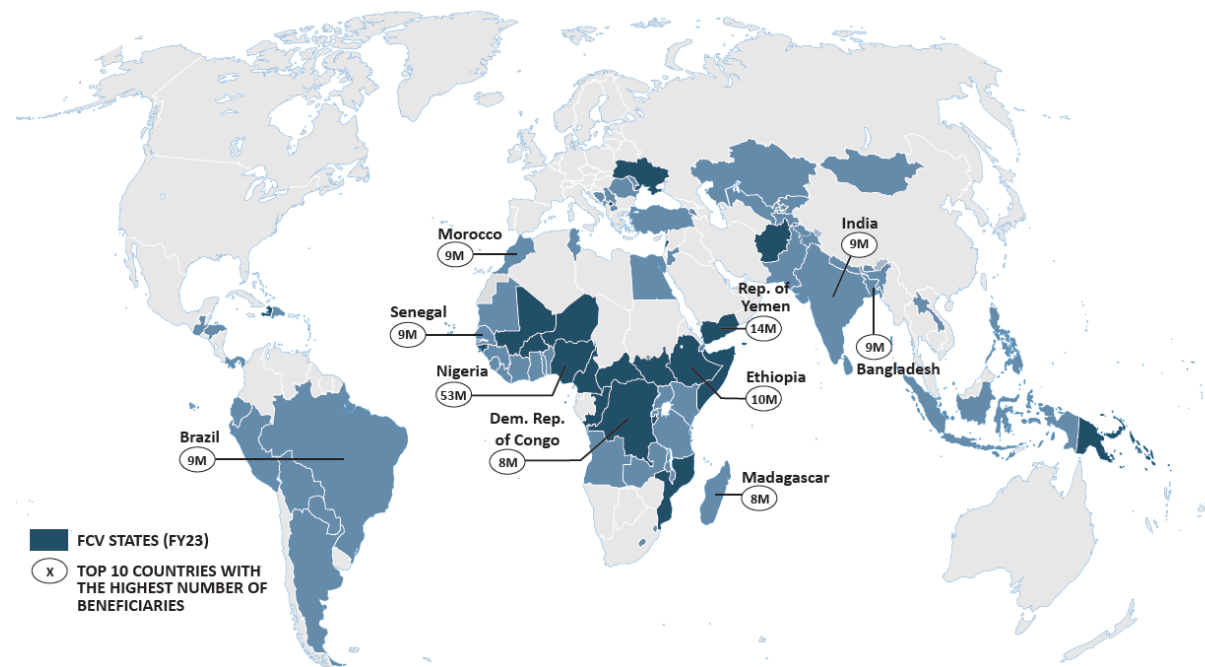 Morocco
9M
Senegal
9M
Nigeria
53M
Dem. Rep.
of Congo
8M
Brazil
9M
Rep. of
Yemen
14M
Ethiopia
10M
Madagascar
8M
India
9M
9M
Bangladesh
FCV STATES (FY23)
X TOP 10 COUNTRIES WITH
THE HIGHEST NUMBER OF
BENEFICIARIES